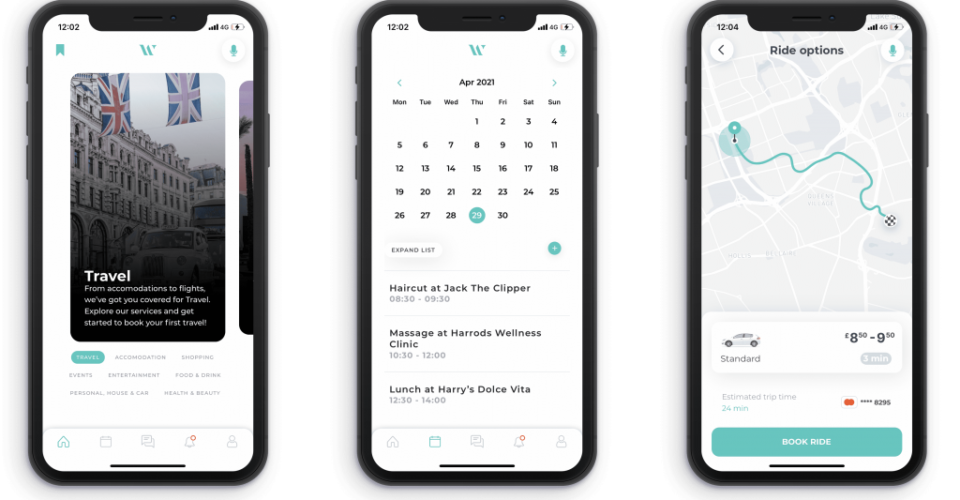 12:02
4G
W
Travel
From accomodations to flights,
we've got you covered for Travel.
Explore our services and get
started to book your first travel!
TRAVEL ACCOMODATION SHOPPING
EVENTS ENTERTAINMENT FOOD & DRINK
PERSONAL, HOUSE & CAR HEALTH & BEAUTY
12:02
4G
W
Apr 2021
Mon Tue Wed Thu Fri Sat Sun
1 2 3 4
5 6 7 8 9 10 11
12 13 14 15 16 17 18
19 20 21 22 23 24 25
26 27 28 29 30
EXPAND LIST
Haircut at Jack The Clipper
08:30 - 09:30
Massage at Harrods Wellness
Clinic
10:30 - 12:00
Lunch at Harry's Dolce Vita
12:30 - 14:00
12:04
4G
Ride options
QUEENS
VILLAGE
HOLLIS
£850 - 950
Standard
3 min
Estimated trip time
24 min
**** 8295
BOOK RIDE